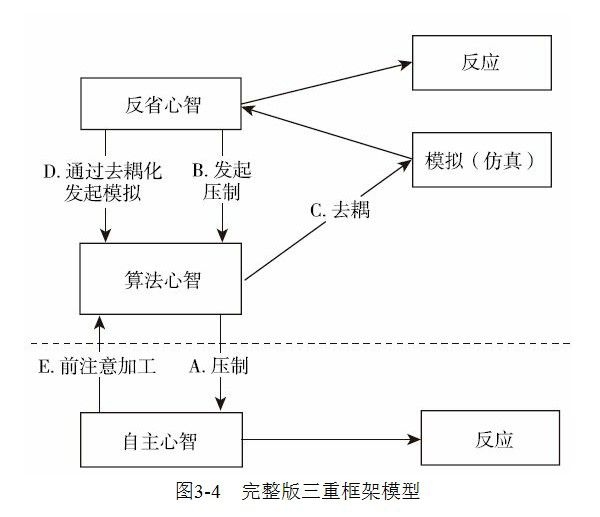 反应
反省心智
模拟（仿真）
D. 通过去耦化
发起模拟
B. 发起
压制
C. 去耦
算法心智
E. 前注意加工
A. 压制
自主心智
反应
图3-4 完整版三重框架模型